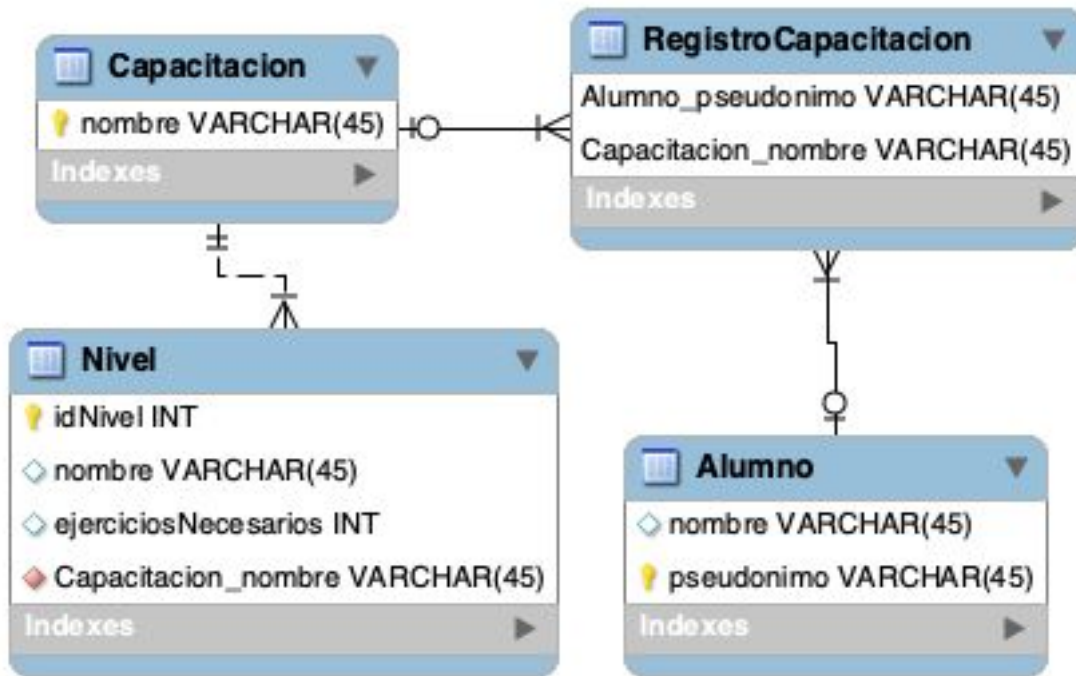 Capacitacion
nombre VARCHAR(45)
Indexes
RegistroCapacitacion
Alumno_pseudonimo VARCHAR(45)
Capacitacion_nombre VARCHAR(45)
Indexes
Nivel
idNivel INT
nombre VARCHAR(45)
ejerciciosNecesarios INT
Capacitacion_nombre VARCHAR(45)
Indexes
Alumno
nombre VARCHAR(45)
pseudonimo VARCHAR(45)
Indexes